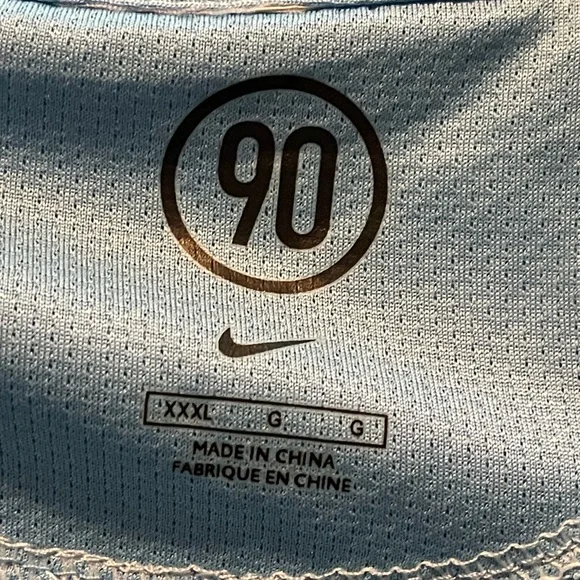 90
XXXL G G
MADE IN CHINA
FABRIQUE EN CHINE